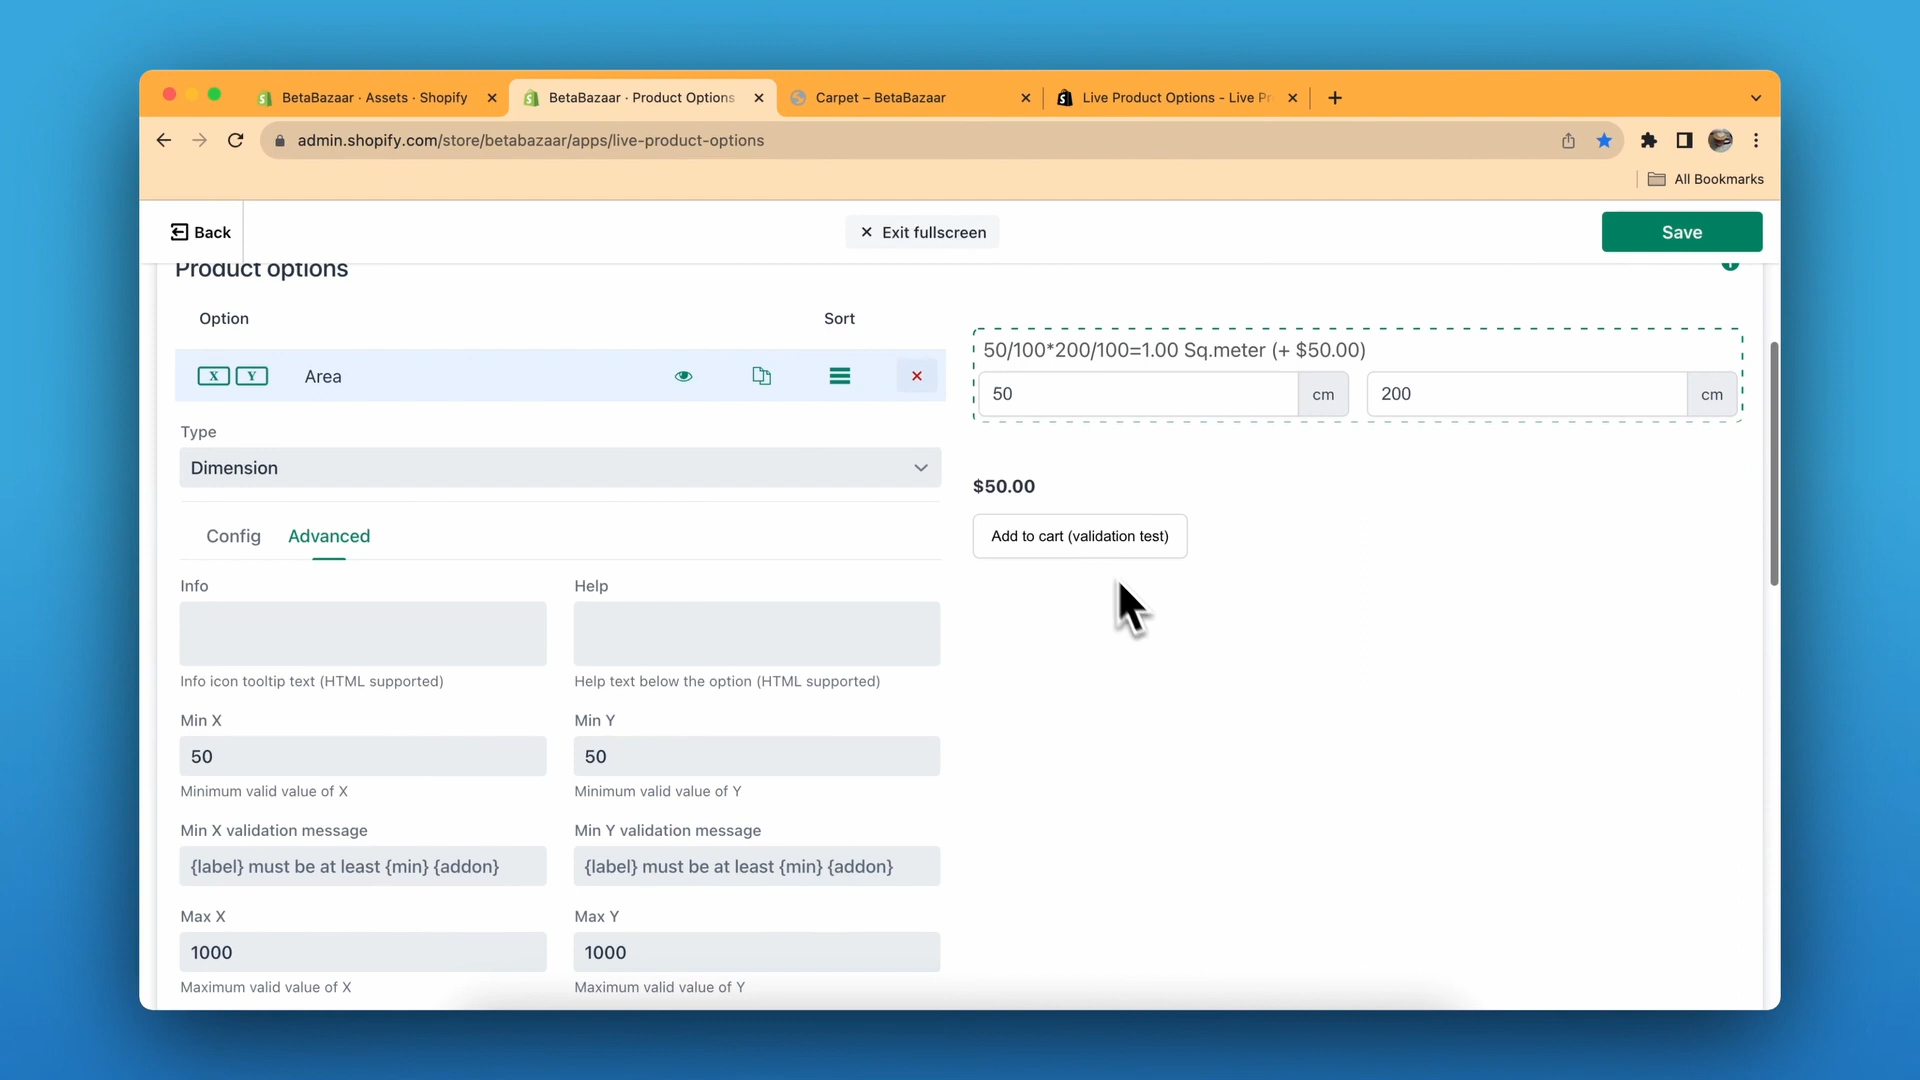 BetaBazaar · Assets · Shopify
BetaBazaar · Product Options
Carpet – BetaBazaar
Live Product Options - Live Pr
admin.shopify.com/store/betabazaar/apps/live-product-options
All Bookmarks
Back
Exit fullscreen
Save
Product options
Option
Sort
X Y Area
50/100*200/100=1.00 Sq.meter (+ $50.00)
50 cm 200 cm
Type
Dimension
$50.00
Config Advanced
Add to cart (validation test)
Info
Help
Info icon tooltip text (HTML supported)
Help text below the option (HTML supported)
Min X
Min Y
50
50
Minimum valid value of X
Minimum valid value of Y
Min X validation message
Min Y validation message
{label} must be at least {min} {addon}
{label} must be at least {min} {addon}
Max X
Max Y
1000
1000
Maximum valid value of X
Maximum valid value of Y